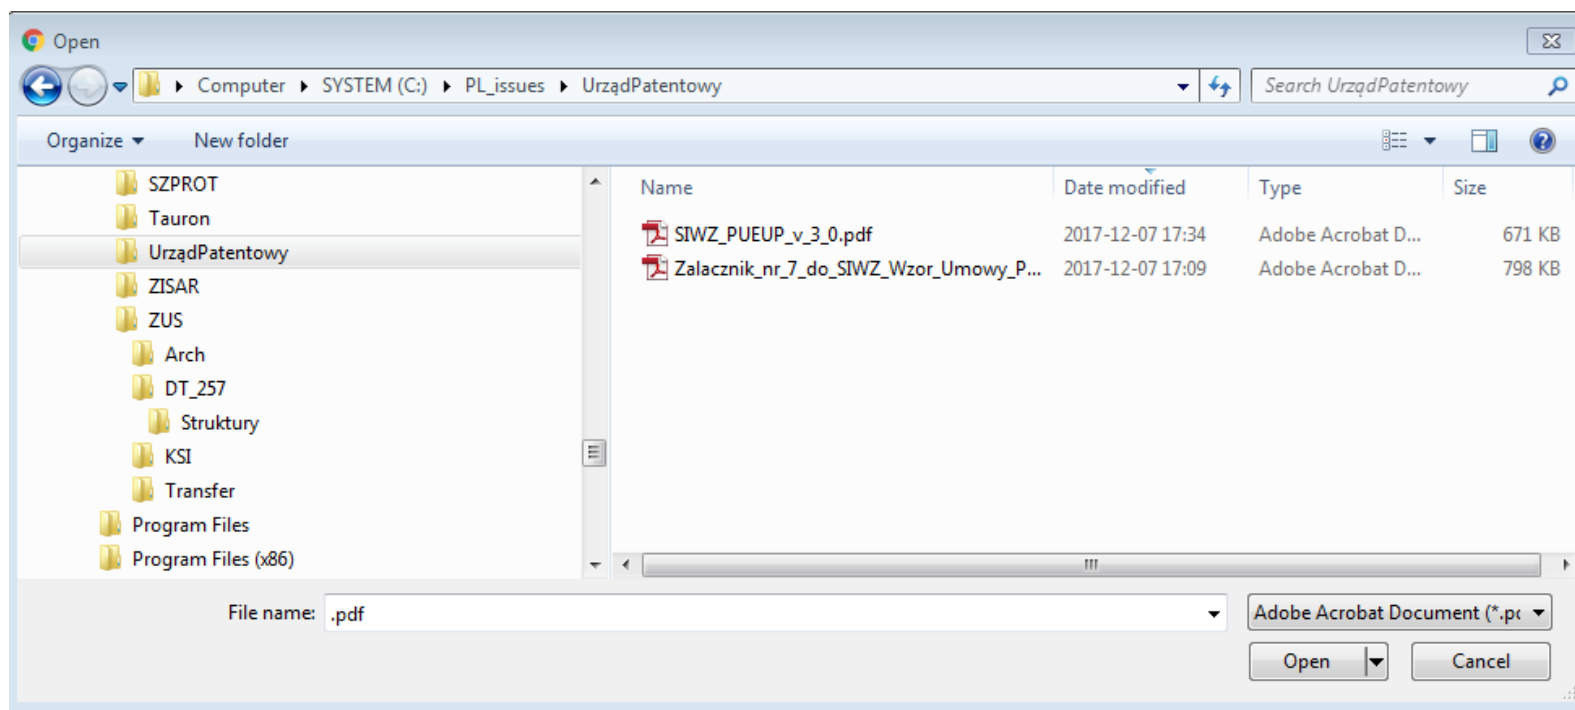 Open
Computer SYSTEM (C:) PL_issues UrządPatentowy Search UrządPatentowy
Organize New folder
SZPROT
Tauron
UrządPatentowy
ZISAR
ZUS
Arch
DT_257
Struktury
KSI
Transfer
Program Files
Program Files (x86)
Name Date modified Type Size
SIWZ_PUEUP_v_3_0.pdf 2017-12-07 17:34 Adobe Acrobat D... 671 KB
Zalacznik_nr_7_do_SIWZ_Wzor_Umowy_P... 2017-12-07 17:09 Adobe Acrobat D... 798 KB
File name: .pdf Adobe Acrobat Document (*.pc
Open Cancel